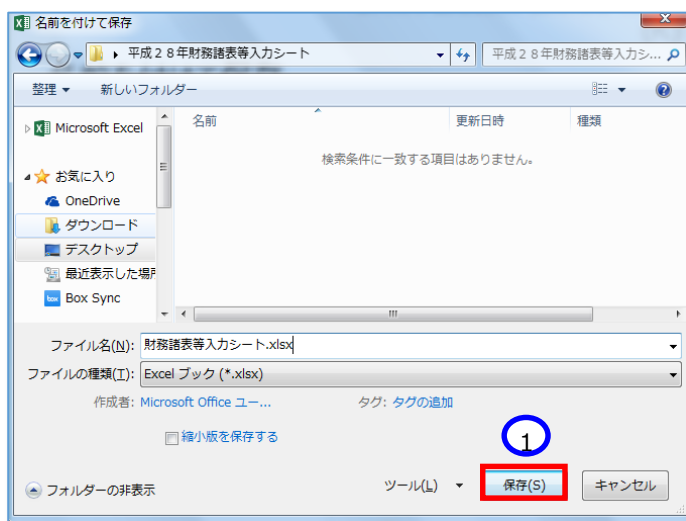 名前を付けて保存
平成２８年財務諸表等入力シート
平成２８年財務諸表等入力シ...
整理 新しいフォルダー
名前 更新日時 種類
Microsoft Excel
検索条件に一致する項目はありません。
お気に入り
OneDrive
ダウンロード
デスクトップ
最近表示した場所
Box Sync
ファイル名(N): 財務諸表等入力シート.xlsx
ファイルの種類(T): Excel ブック (*.xlsx)
作成者: Microsoft Office ユー... タグ: タグの追加
縮小版を保存する
1
フォルダーの非表示 ツール(L) 保存(S) キャンセル